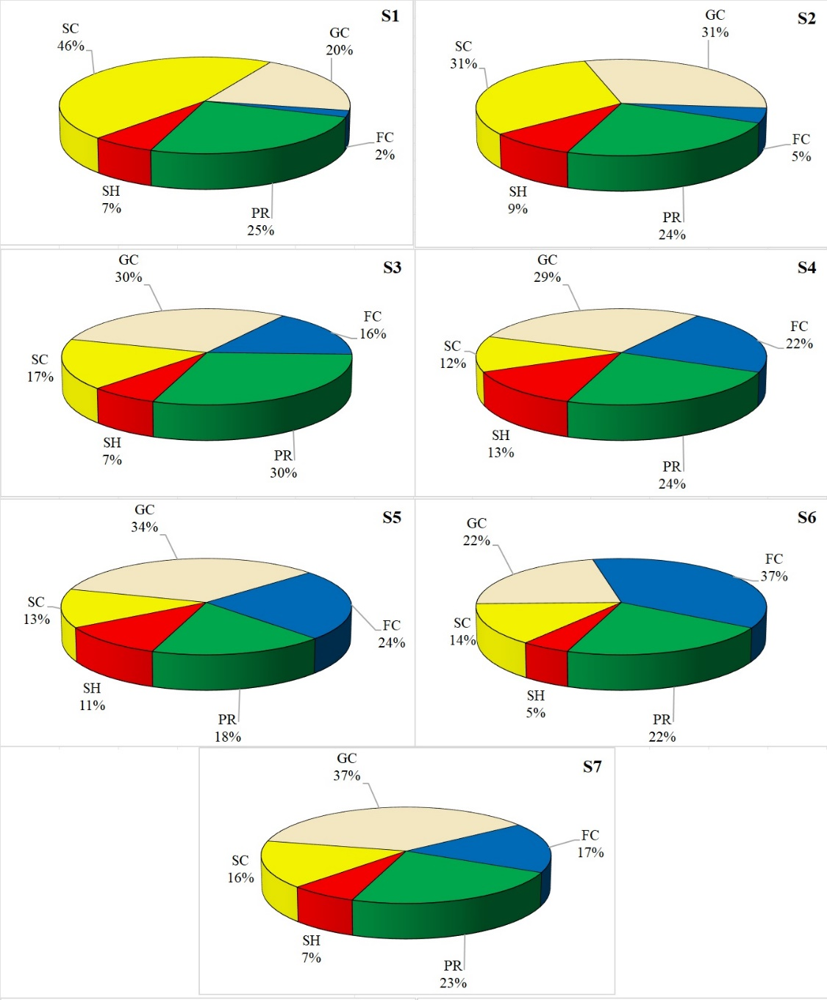 S1
SC
46%
GC
20%
FC
2%
SH
7%
PR
25%
S2
GC
31%
SC
31%
FC
5%
SH
9%
PR
24%
S3
GC
30%
FC
16%
SC
17%
SH
7%
PR
30%
S4
GC
29%
FC
22%
SC
12%
SH
13%
PR
24%
S5
GC
34%
SC
13%
FC
24%
SH
11%
PR
18%
S6
GC
22%
FC
37%
SC
14%
SH
5%
PR
22%
S7
GC
37%
FC
17%
SC
16%
SH
7%
PR
23%